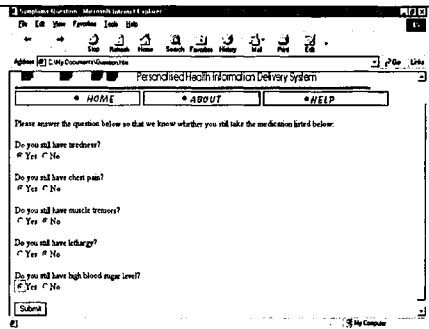 Symptoms Question - Microsoft Internet Explorer
File Edit View Favorites Tools Help
Stop Refresh Home Search Favorites History Mail Print Edit
Address C:\My Documents\Question.htm Go Links
Personalised Health Information Delivery System
• HOME • ABOUT • HELP
Please answer the question below so that we know whether you still take the medication listed below:
Do you still have tiredness?
Yes No
Do you still have chest pain?
Yes No
Do you still have muscle tremors?
Yes No
Do you still have lethargy?
Yes No
Do you still have high blood sugar level?
Yes No
Submit
My Computer